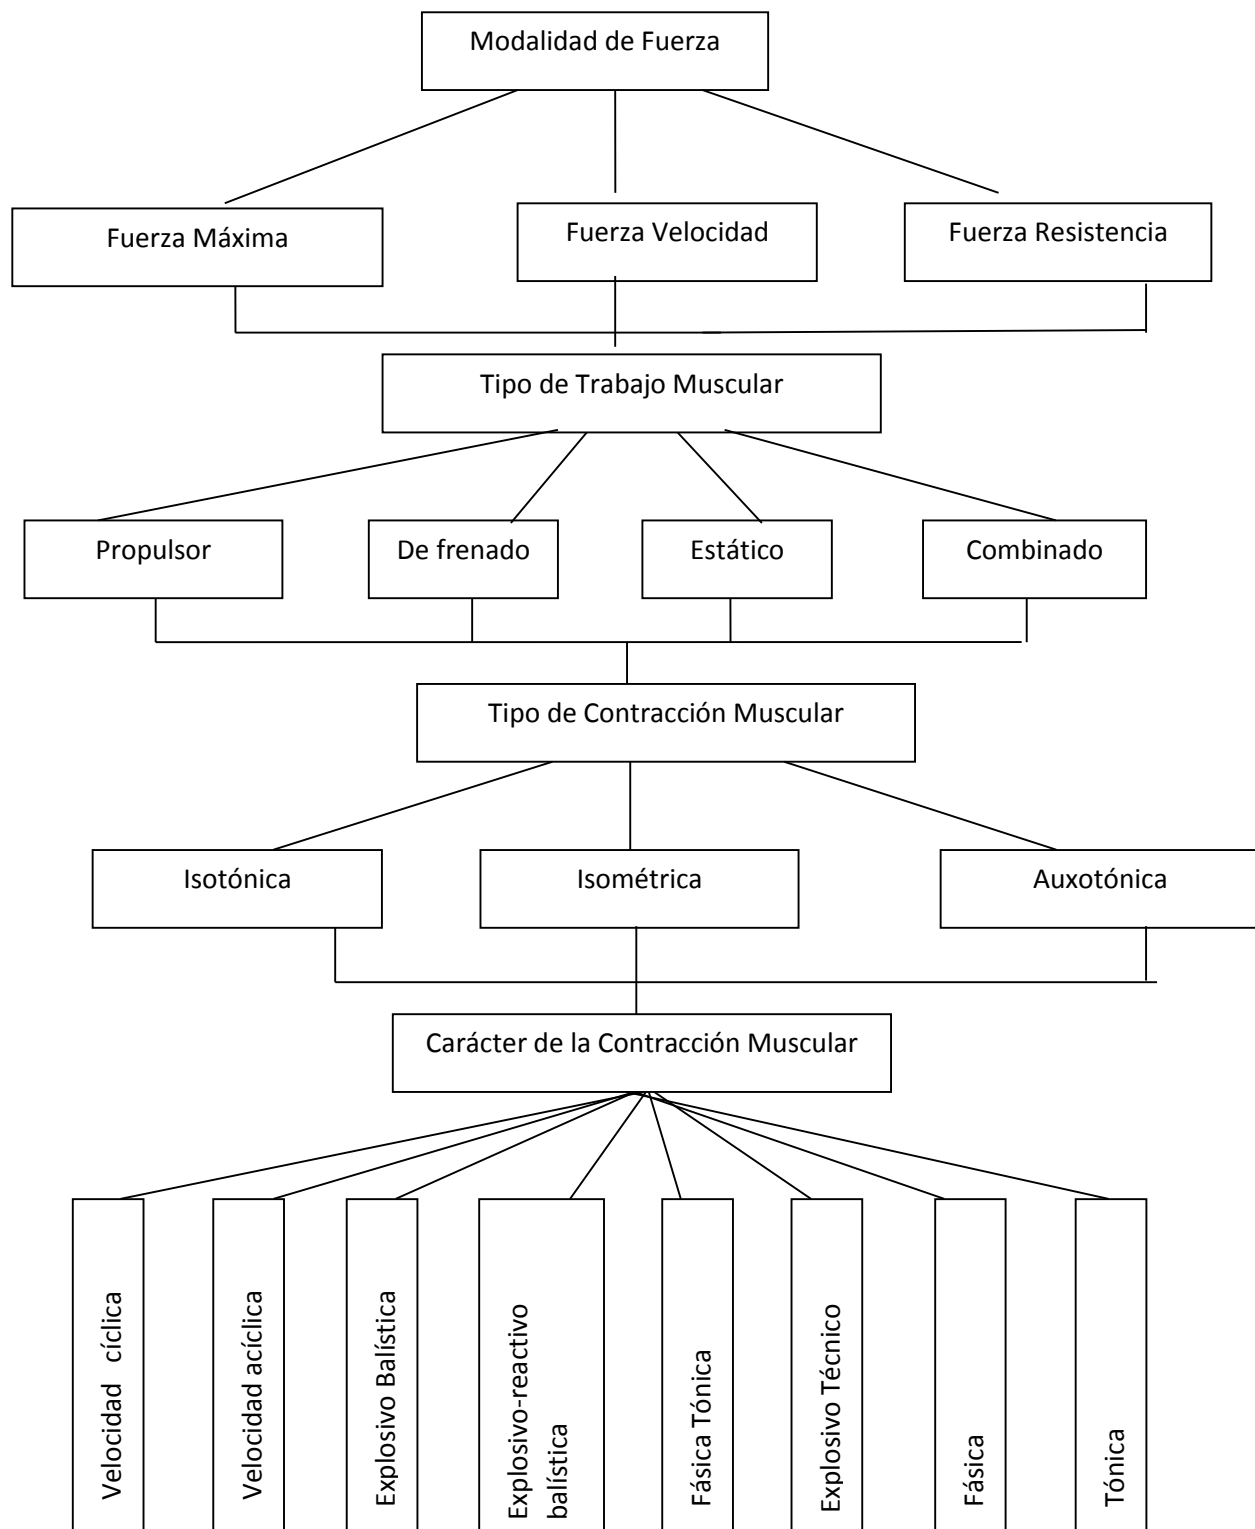 Modalidad de Fuerza
Fuerza Máxima
Fuerza Velocidad
Fuerza Resistencia
Tipo de Trabajo Muscular
Propulsor
De frenado
Estático
Combinado
Tipo de Contracción Muscular
Isotónica
Isométrica
Auxotónica
Carácter de la Contracción Muscular
Velocidad cíclica
Velocidad acíclica
Explosivo Balística
Explosivo-reactivo
balística
Fásica Tónica
Explosivo Técnico
Fásica
Tónica